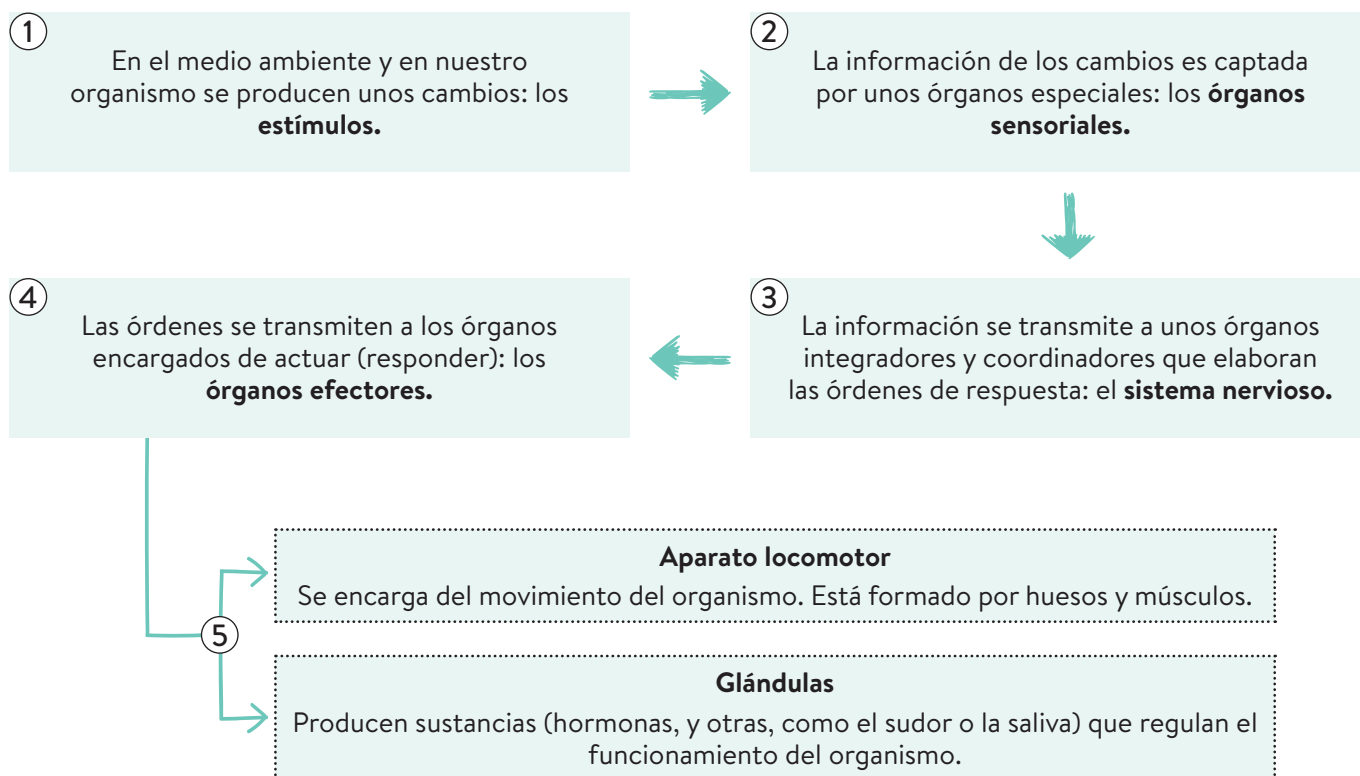 1
En el medio ambiente y en nuestro
organismo se producen unos cambios: los
estímulos.
2
La información de los cambios es captada
por unos órganos especiales: los órganos
sensoriales.
3
La información se transmite a unos órganos
integradores y coordinadores que elaboran
las órdenes de respuesta: el sistema nervioso.
4
Las órdenes se transmiten a los órganos
encargados de actuar (responder): los
órganos efectores.
5
Aparato locomotor
Se encarga del movimiento del organismo. Está formado por huesos y músculos.
Glándulas
Producen sustancias (hormonas, y otras, como el sudor o la saliva) que regulan el
funcionamiento del organismo.